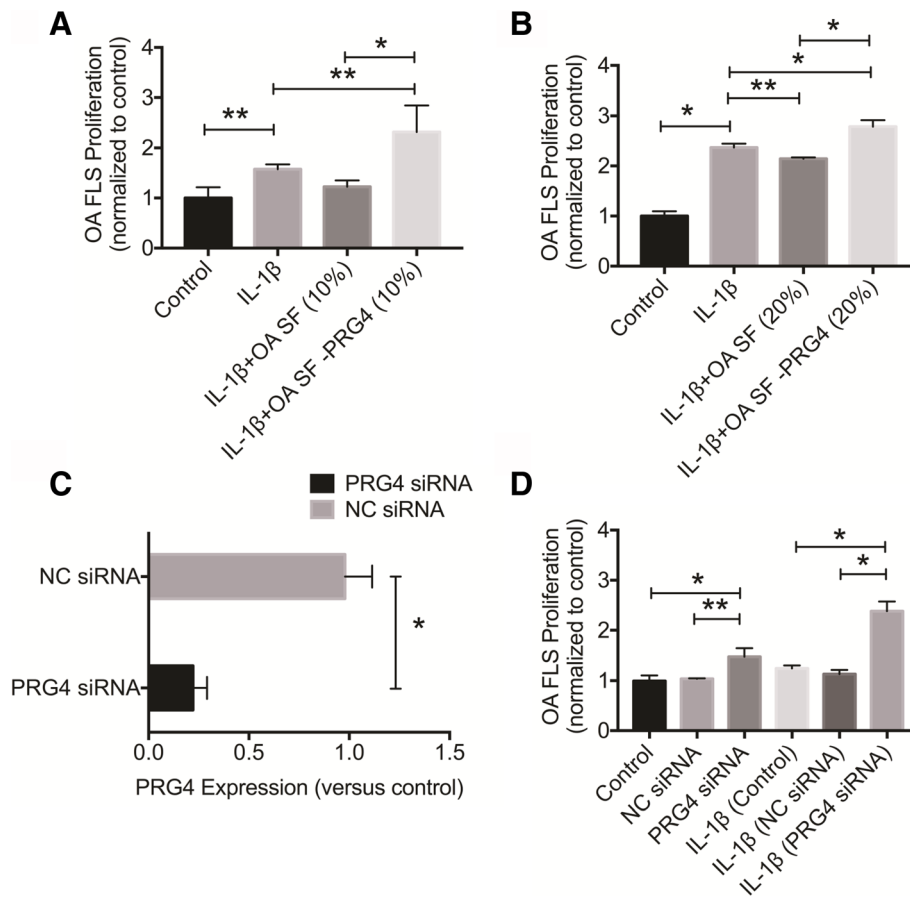 A
OA FLS Proliferation
(normalized to control)
4
3
2
1
0
**
**
*
Control
IL-1β
IL-1β+OA SF (10%)
IL-1β+OA SF -PRG4 (10%)
B
OA FLS Proliferation
(normalized to control)
4
3
2
1
0
*
**
*
*
Control
IL-1β
IL-1β+OA SF (20%)
IL-1β+OA SF -PRG4 (20%)
C
PRG4 siRNA
NC siRNA
NC siRNA
PRG4 siRNA
*
0.0 0.5 1.0 1.5
PRG4 Expression (versus control)
D
OA FLS Proliferation
(normalized to control)
4
3
2
1
0
*
**
*
*
Control
NC siRNA
PRG4 siRNA
IL-1β (Control)
IL-1β (NC siRNA)
IL-1β (PRG4 siRNA)